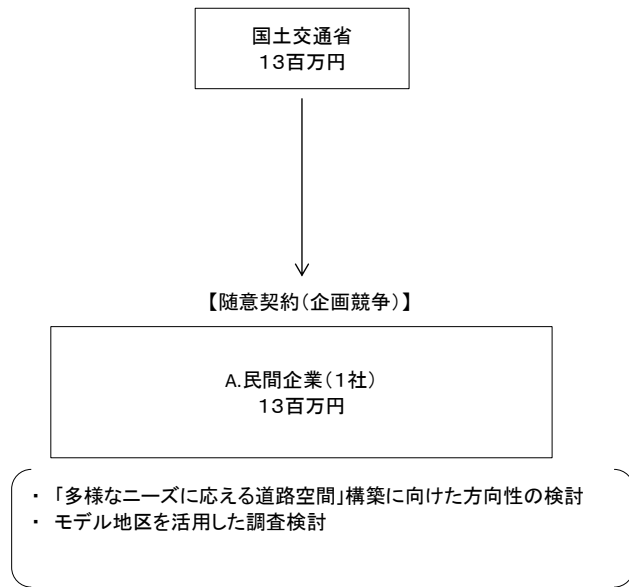 国土交通省
１３百万円
【随意契約（企画競争）】
A.民間企業（１社）
１３百万円
・ 「多様なニーズに応える道路空間」構築に向けた方向性の検討
・ モデル地区を活用した調査検討